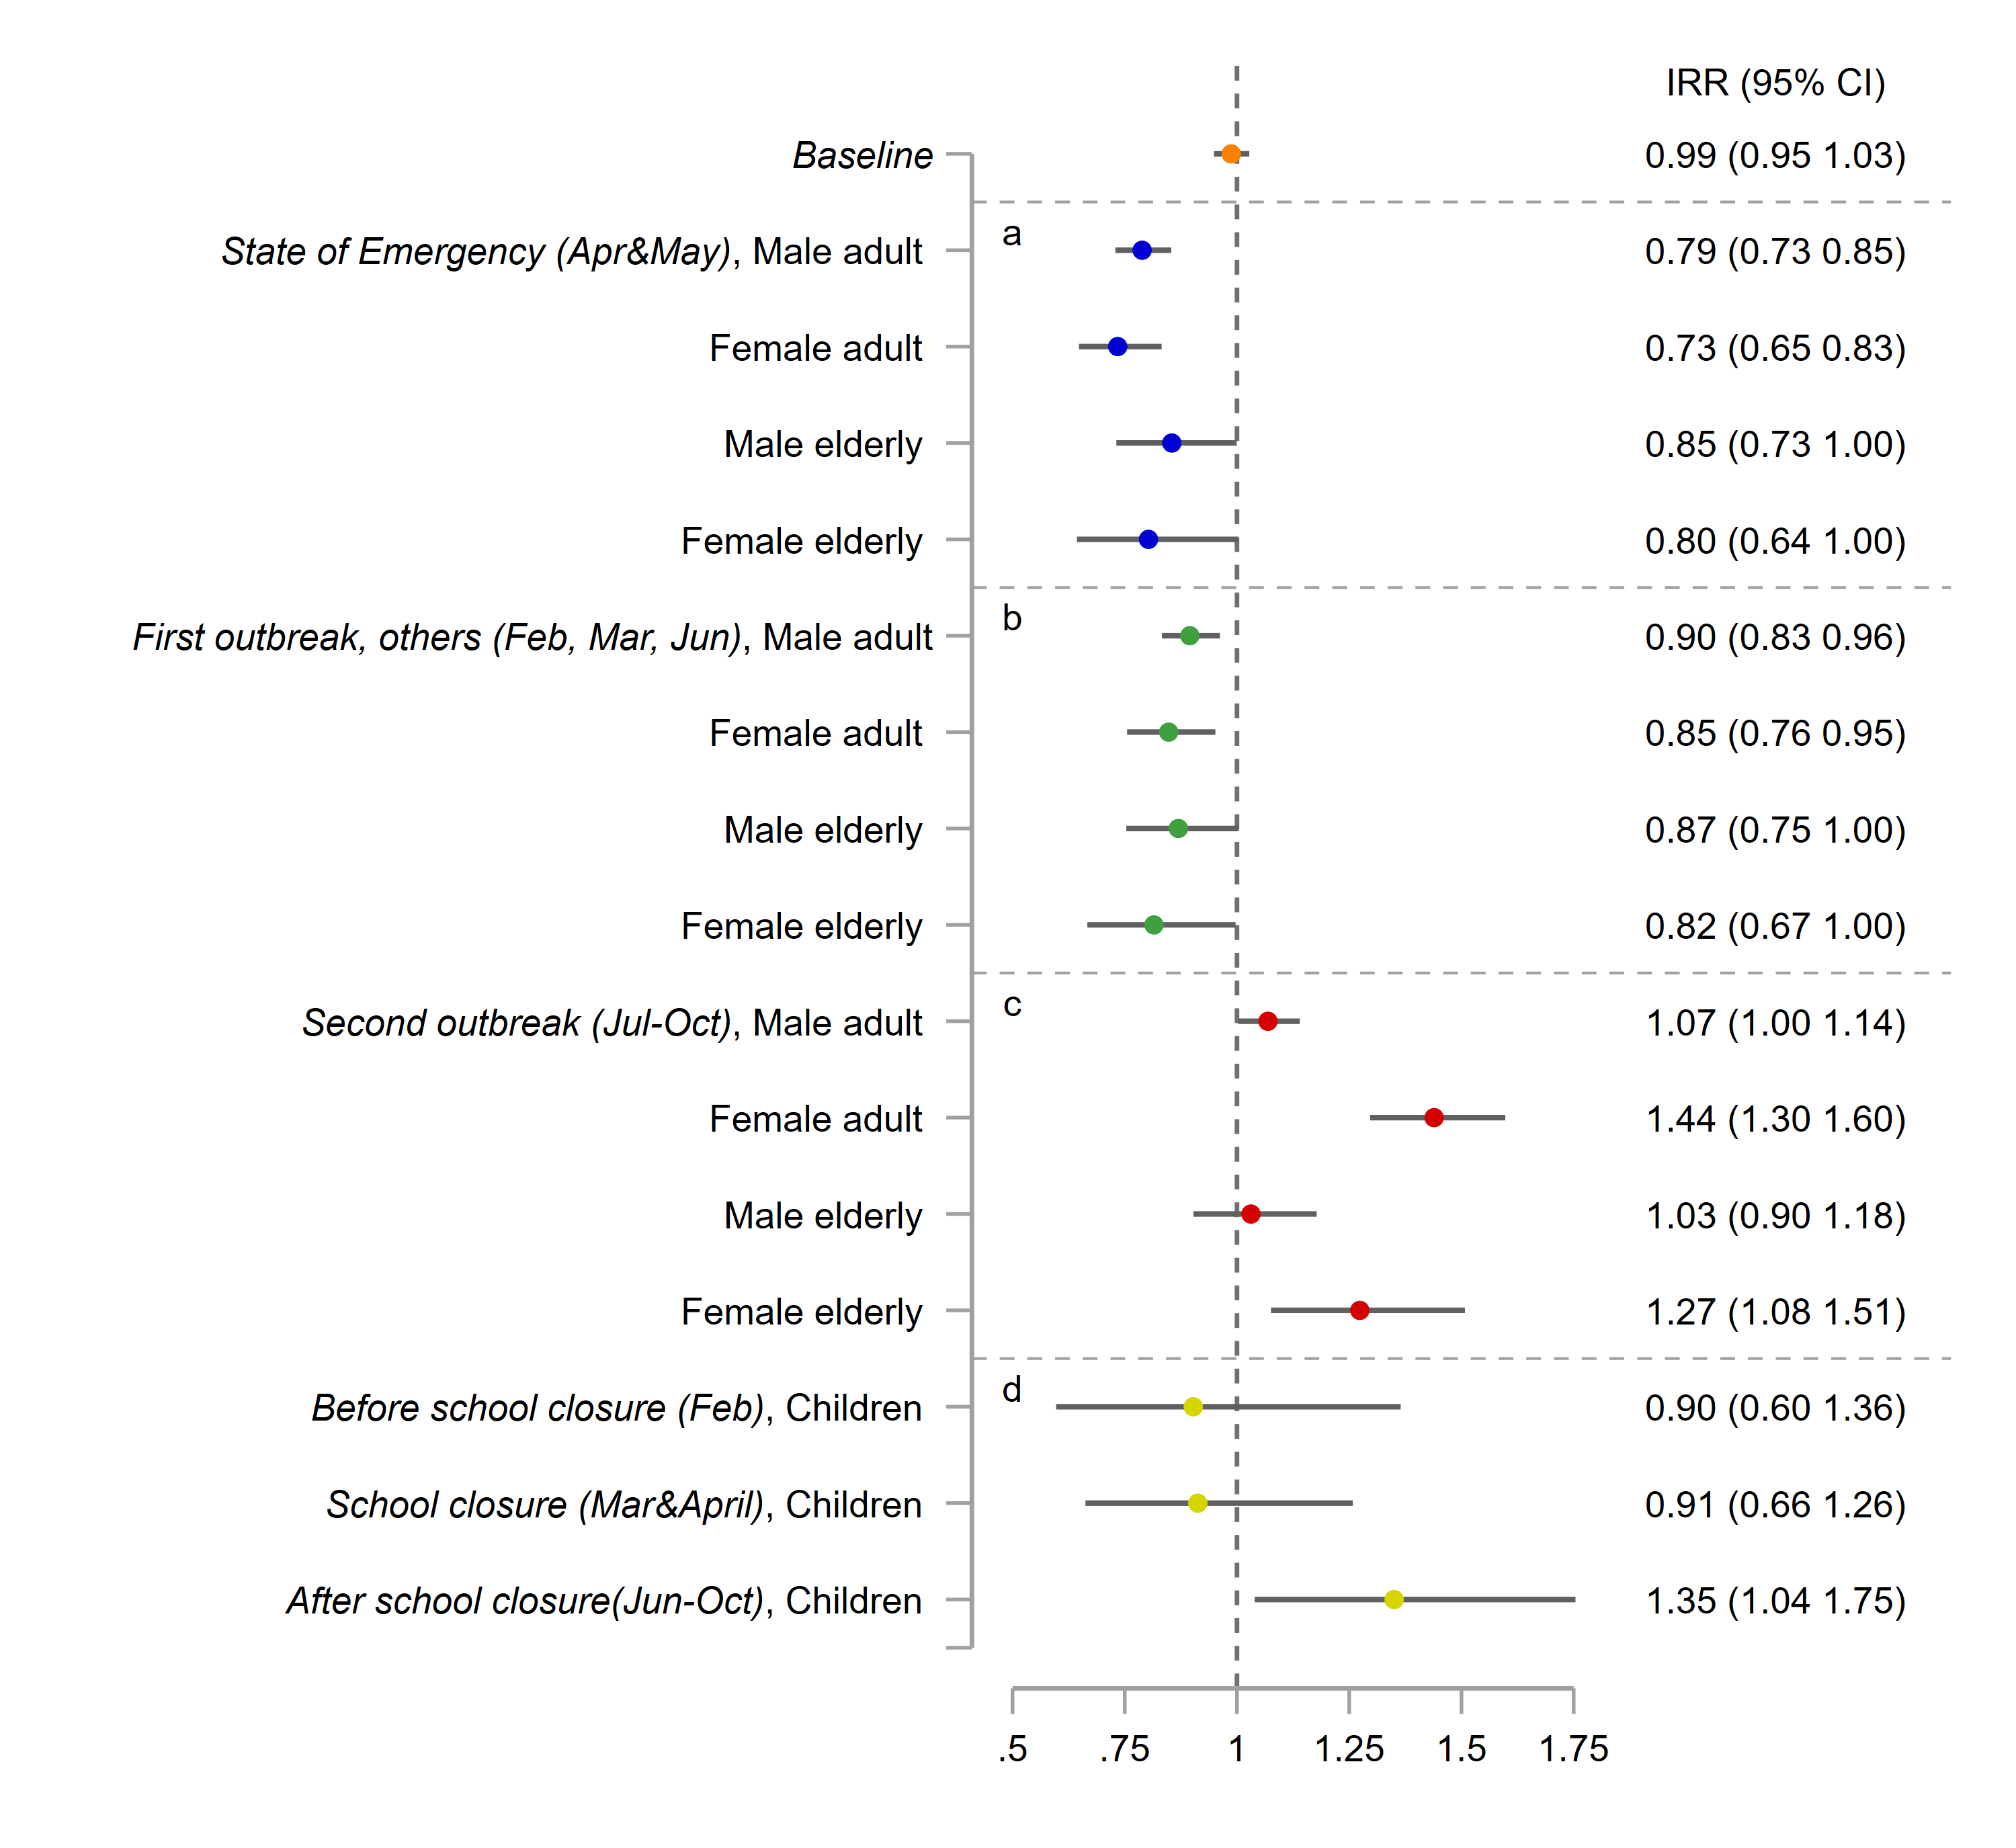 IRR (95% CI)
Baseline 0.99 (0.95 1.03)
a
State of Emergency (Apr&May), Male adult 0.79 (0.73 0.85)
Female adult 0.73 (0.65 0.83)
Male elderly 0.85 (0.73 1.00)
Female elderly 0.80 (0.64 1.00)
b
First outbreak, others (Feb, Mar, Jun), Male adult 0.90 (0.83 0.96)
Female adult 0.85 (0.76 0.95)
Male elderly 0.87 (0.75 1.00)
Female elderly 0.82 (0.67 1.00)
c
Second outbreak (Jul-Oct), Male adult 1.07 (1.00 1.14)
Female adult 1.44 (1.30 1.60)
Male elderly 1.03 (0.90 1.18)
Female elderly 1.27 (1.08 1.51)
d
Before school closure (Feb), Children 0.90 (0.60 1.36)
School closure (Mar&April), Children 0.91 (0.66 1.26)
After school closure(Jun-Oct), Children 1.35 (1.04 1.75)
.5 .75 1 1.25 1.5 1.75